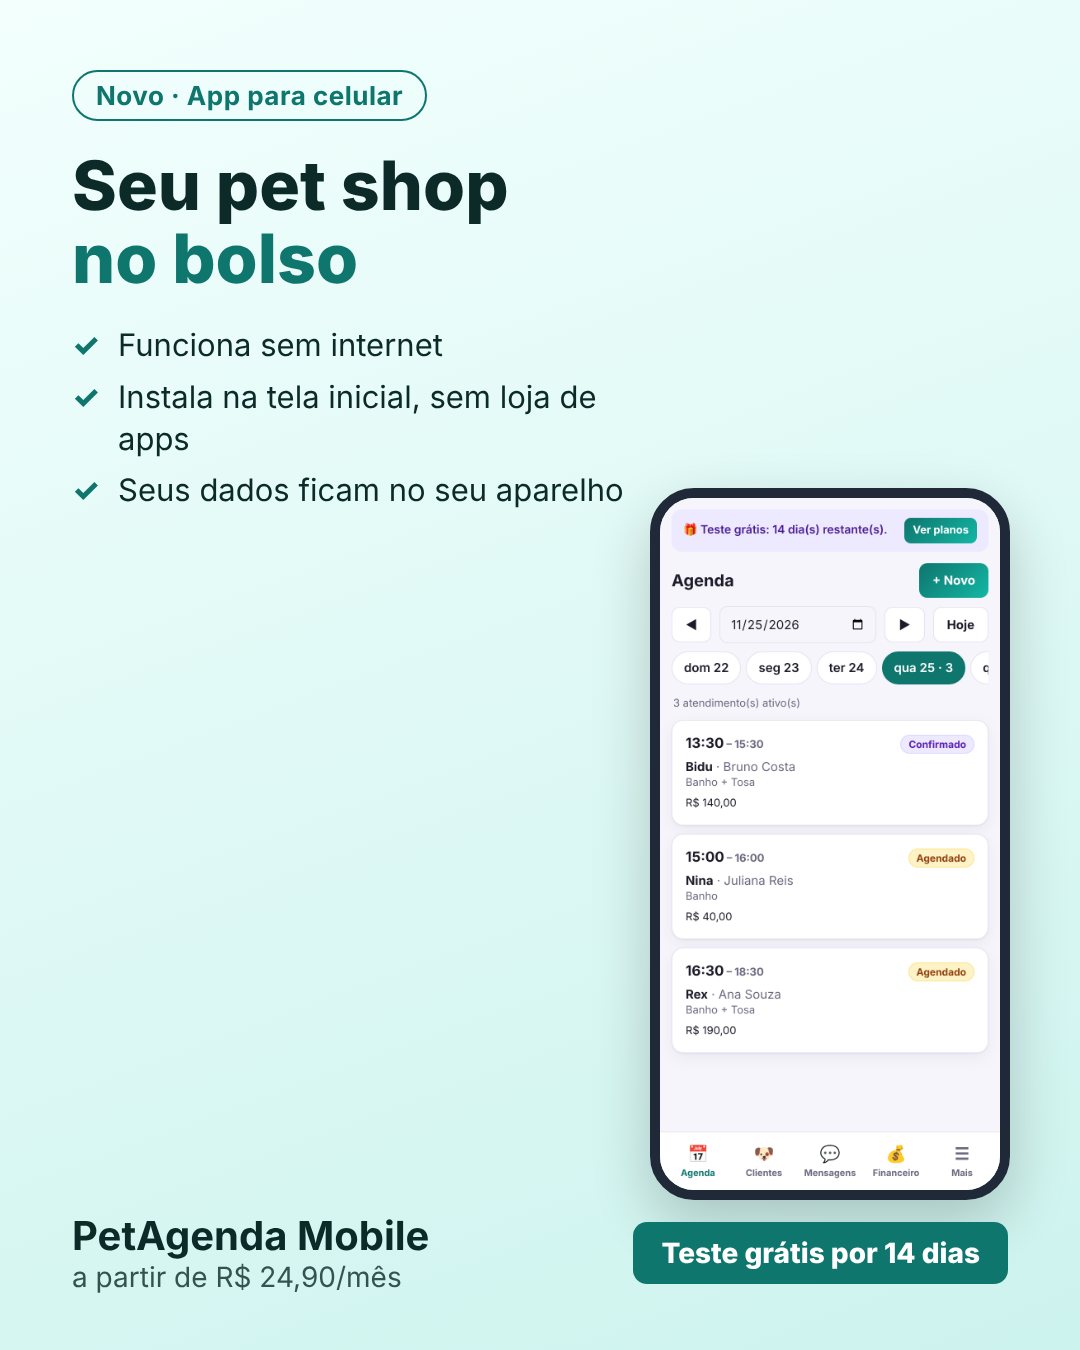 Novo · App para celular
Seu pet shop
no bolso
Funciona sem internet
Instala na tela inicial, sem loja de
apps
Seus dados ficam no seu aparelho
🎁 Teste grátis: 14 dia(s) restante(s).
Ver planos
Agenda
+ Novo
11/25/2026
Hoje
dom 22
seg 23
ter 24
qua 25 · 3
3 atendimento(s) ativo(s)
13:30 – 15:30
Confirmado
Bidu · Bruno Costa
Banho + Tosa
R$ 140,00
15:00 – 16:00
Agendado
Nina · Juliana Reis
Banho
R$ 40,00
16:30 – 18:30
Agendado
Rex · Ana Souza
Banho + Tosa
R$ 190,00
Agenda
Clientes
Mensagens
Financeiro
Mais
PetAgenda Mobile
a partir de R$ 24,90/mês
Teste grátis por 14 dias